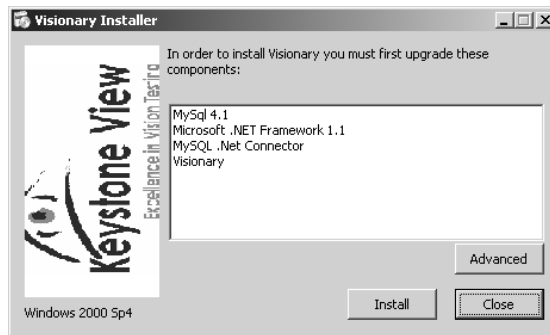 Visionary Installer
In order to install Visionary you must first upgrade these
components:
MySql 4.1
Microsoft .NET Framework 1.1
MySQL .Net Connector
Visionary
Keystone View
Excellence in Vision Testing
Advanced
Windows 2000 Sp4
Install
Close